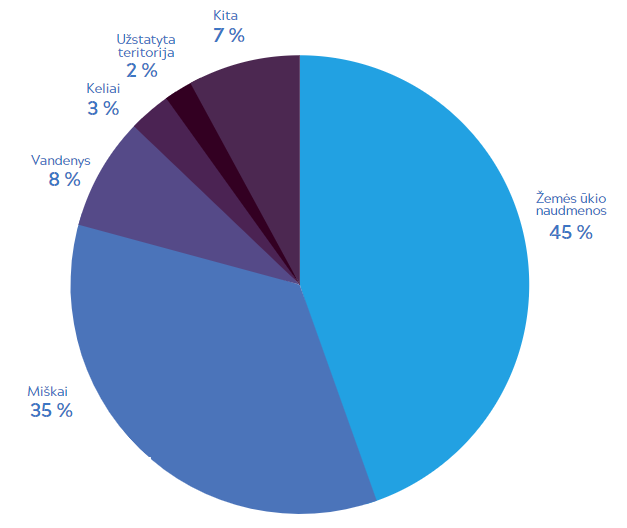 Kita
7 %
Užstatyta
teritorija
2 %
Keliai
3 %
Vandenys
8 %
Žemės ūkio
naudmenos
45 %
Miškai
35 %